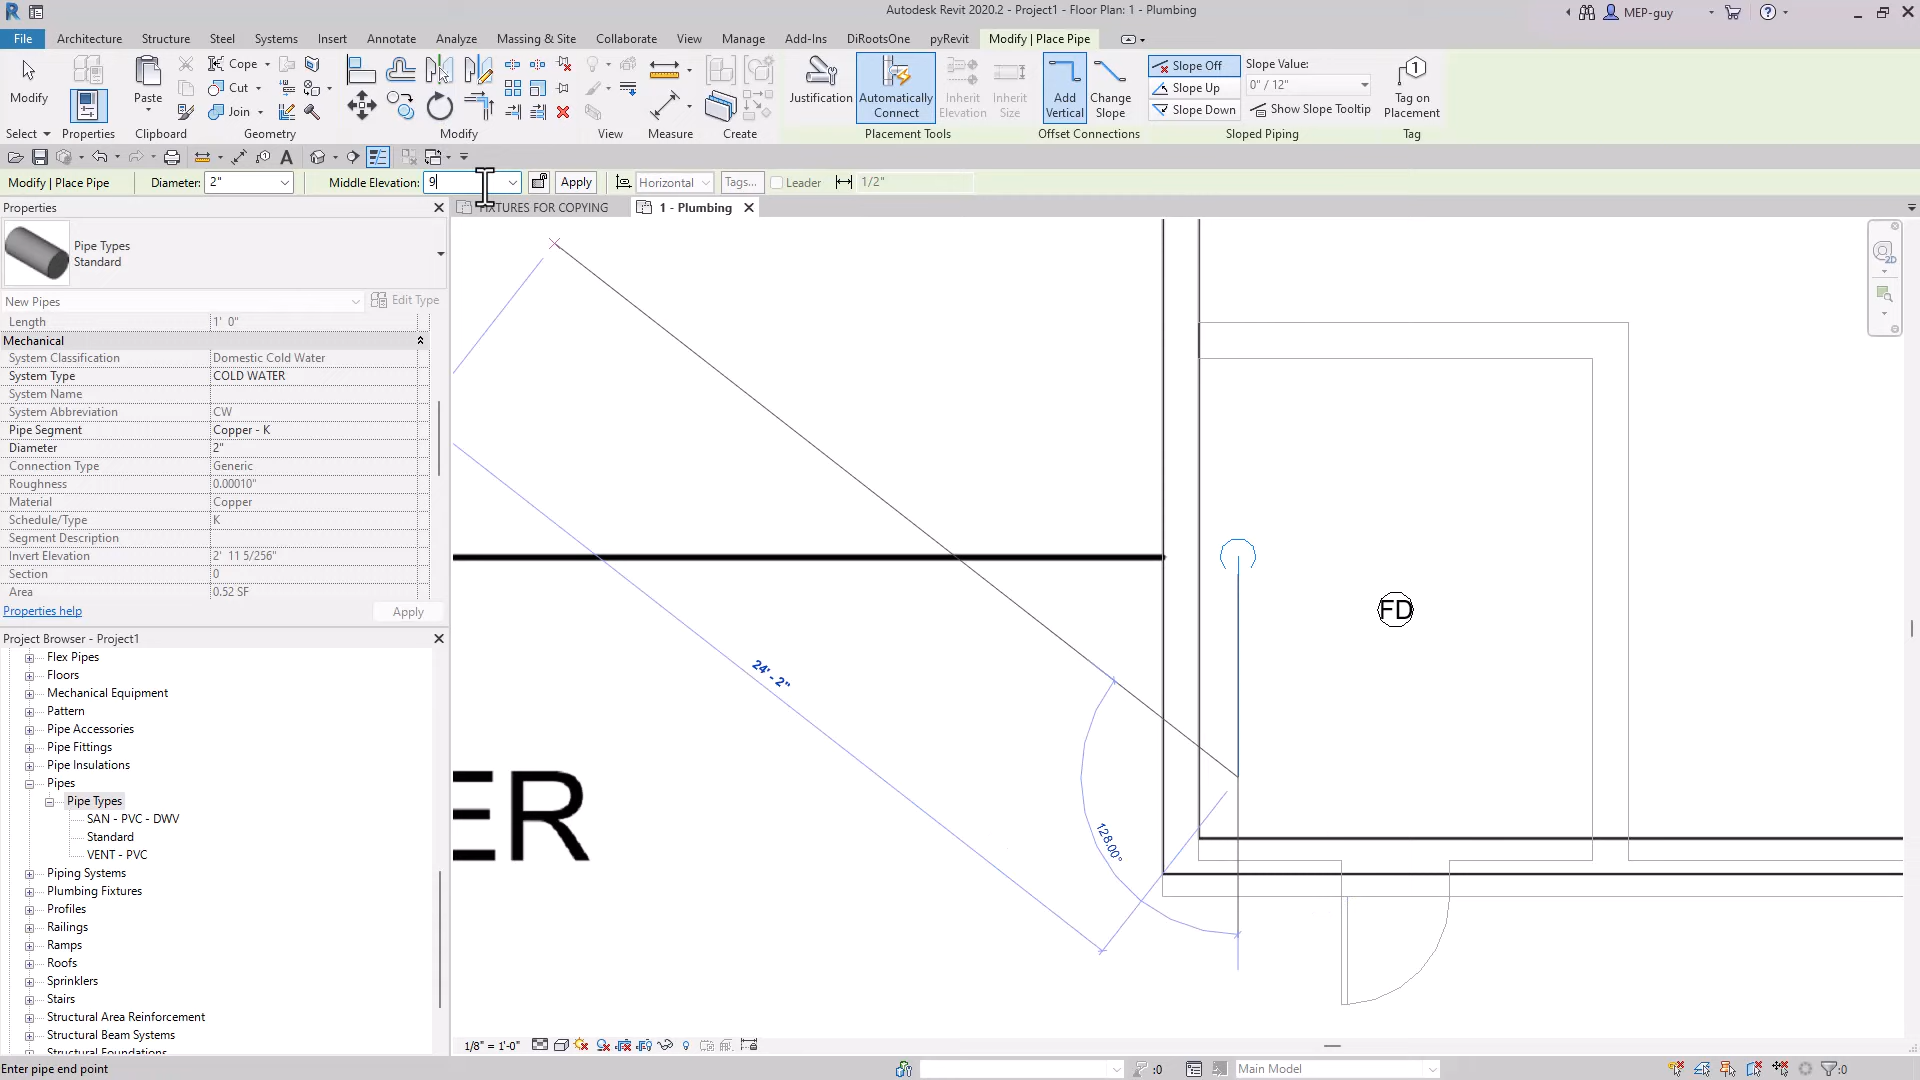 Autodesk Revit 2020.2 - Project1 - Floor Plan: 1 - Plumbing
MEP-guy
File Architecture Structure Steel Systems Insert Annotate Analyze Massing & Site Collaborate View Manage Add-Ins DiRootsOne pyRevit Modify | Place Pipe
Modify Paste Cope Cut Join
Justification Automatically Connect Inherit Elevation Inherit Size Add Vertical Change Slope
Slope Off Slope Up Slope Down
Slope Value:
0" / 12"
Show Slope Tooltip
Tag on Placement
Select Properties Clipboard Geometry Modify View Measure Create Placement Tools Offset Connections Sloped Piping Tag
Modify | Place Pipe Diameter: 2" Middle Elevation: 9 Apply Horizontal Tags... Leader 1/2"
Properties
FIXTURES FOR COPYING 1 - Plumbing
Pipe Types
Standard
New Pipes Edit Type
Length 1' 0"
Mechanical
System Classification Domestic Cold Water
System Type COLD WATER
System Name
System Abbreviation CW
Pipe Segment Copper - K
Diameter 2"
Connection Type Generic
Roughness 0.00010"
Material Copper
Schedule/Type K
Segment Description
Invert Elevation 2' 11 5/256"
Section 0
Area 0.52 SF
Properties help Apply
Project Browser - Project1
Flex Pipes
Floors
Mechanical Equipment
Pattern
Pipe Accessories
Pipe Fittings
Pipe Insulations
Pipes
Pipe Types
SAN - PVC - DWV
Standard
VENT - PVC
Piping Systems
Plumbing Fixtures
Profiles
Railings
Ramps
Roofs
Sprinklers
Stairs
Structural Area Reinforcement
Structural Beam Systems
Structural Foundations
24' - 2"
128.00°
FD
ER
2D
1/8" = 1'-0"
Enter pipe end point
:0
Main Model
:0